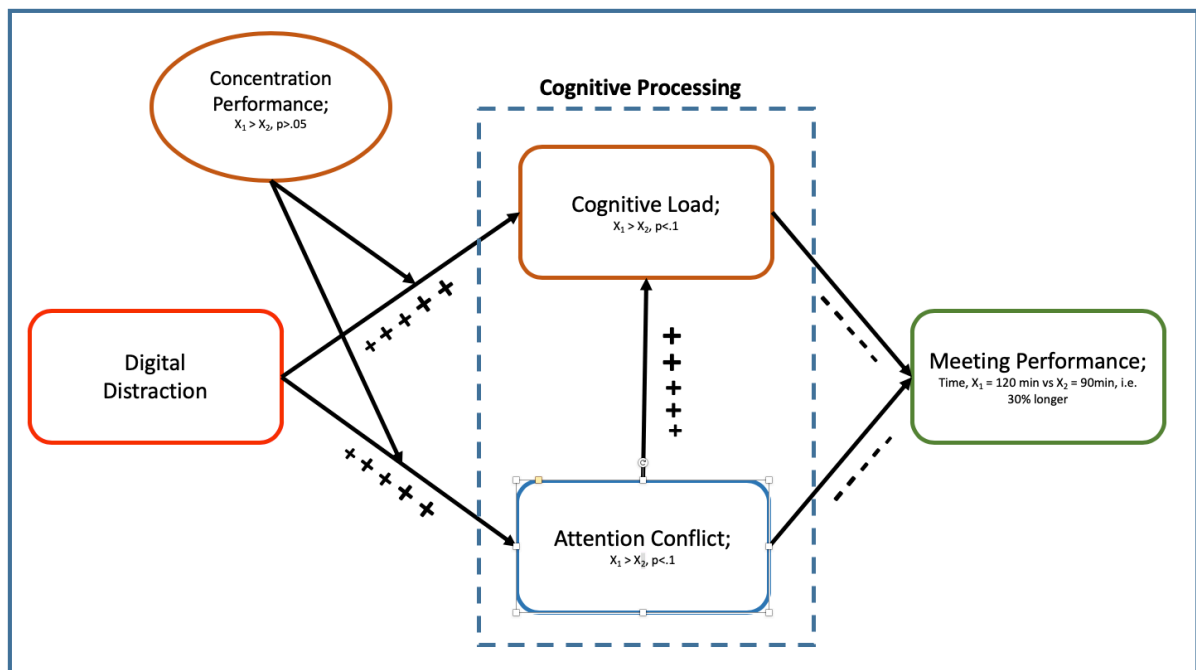 Concentration
Performance;
X₁ > X₂, p>.05
Cognitive Processing
Cognitive Load;
X₁ > X₂, p<.1
+ + + + +
- - - - -
Digital
Distraction
+ + + + +
Meeting Performance;
Time, X₁ = 120 min vs X₂ = 90min, i.e.
30% longer
+ + + + +
- - - - -
Attention Conflict;
X₁ > X₂, p<.1